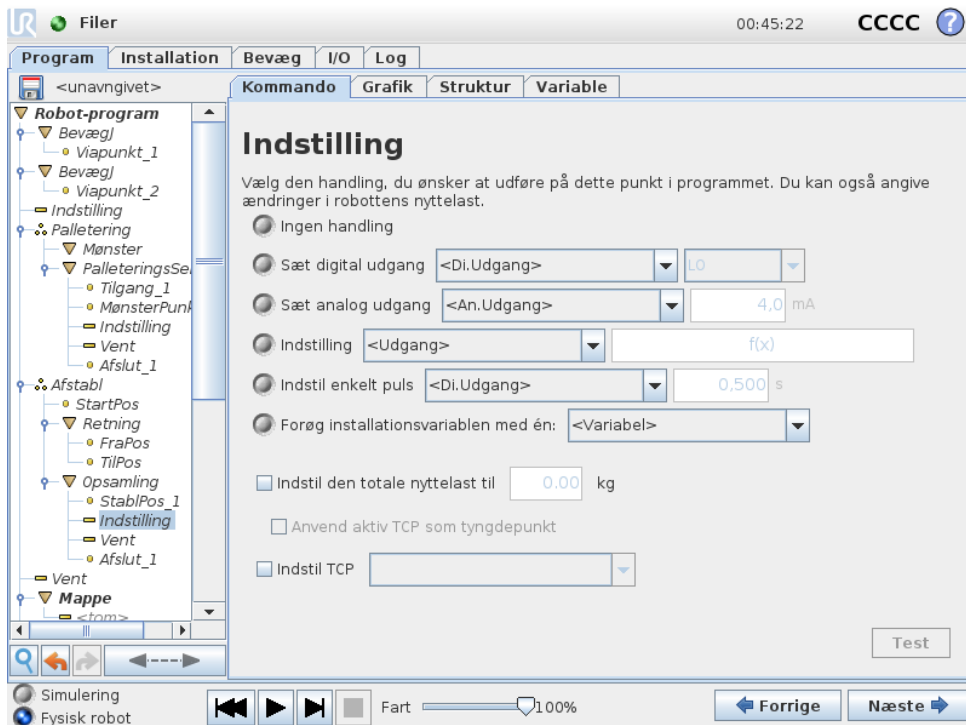 UR Filer 00:45:22 CCCC ?
Program Installation Bevæg I/O Log
<unavngivet>
Kommando Grafik Struktur Variable
Robot-program
BevægJ
Viapunkt_1
BevægJ
Viapunkt_2
Indstilling
Palletering
Mønster
PalleteringsSe
Tilgang_1
MønsterPunk
Indstilling
Vent
Afslut_1
Afstabl
StartPos
Retning
FraPos
TilPos
Opsamling
StablPos_1
Indstilling
Vent
Afslut_1
Vent
Mappe
<tom>
Indstilling
Vælg den handling, du ønsker at udføre på dette punkt i programmet. Du kan også angive
ændringer i robottens nyttelast.
Ingen handling
Sæt digital udgang <Di.Udgang> LO
Sæt analog udgang <An.Udgang> 4,0 mA
Indstilling <Udgang> f(x)
Indstil enkelt puls <Di.Udgang> 0,500 s
Forøg installationsvariablen med én: <Variabel>
Indstil den totale nyttelast til 0.00 kg
Anvend aktiv TCP som tyngdepunkt
Indstil TCP
Test
Simulering
Fysisk robot
Fart 100%
Forrige Næste